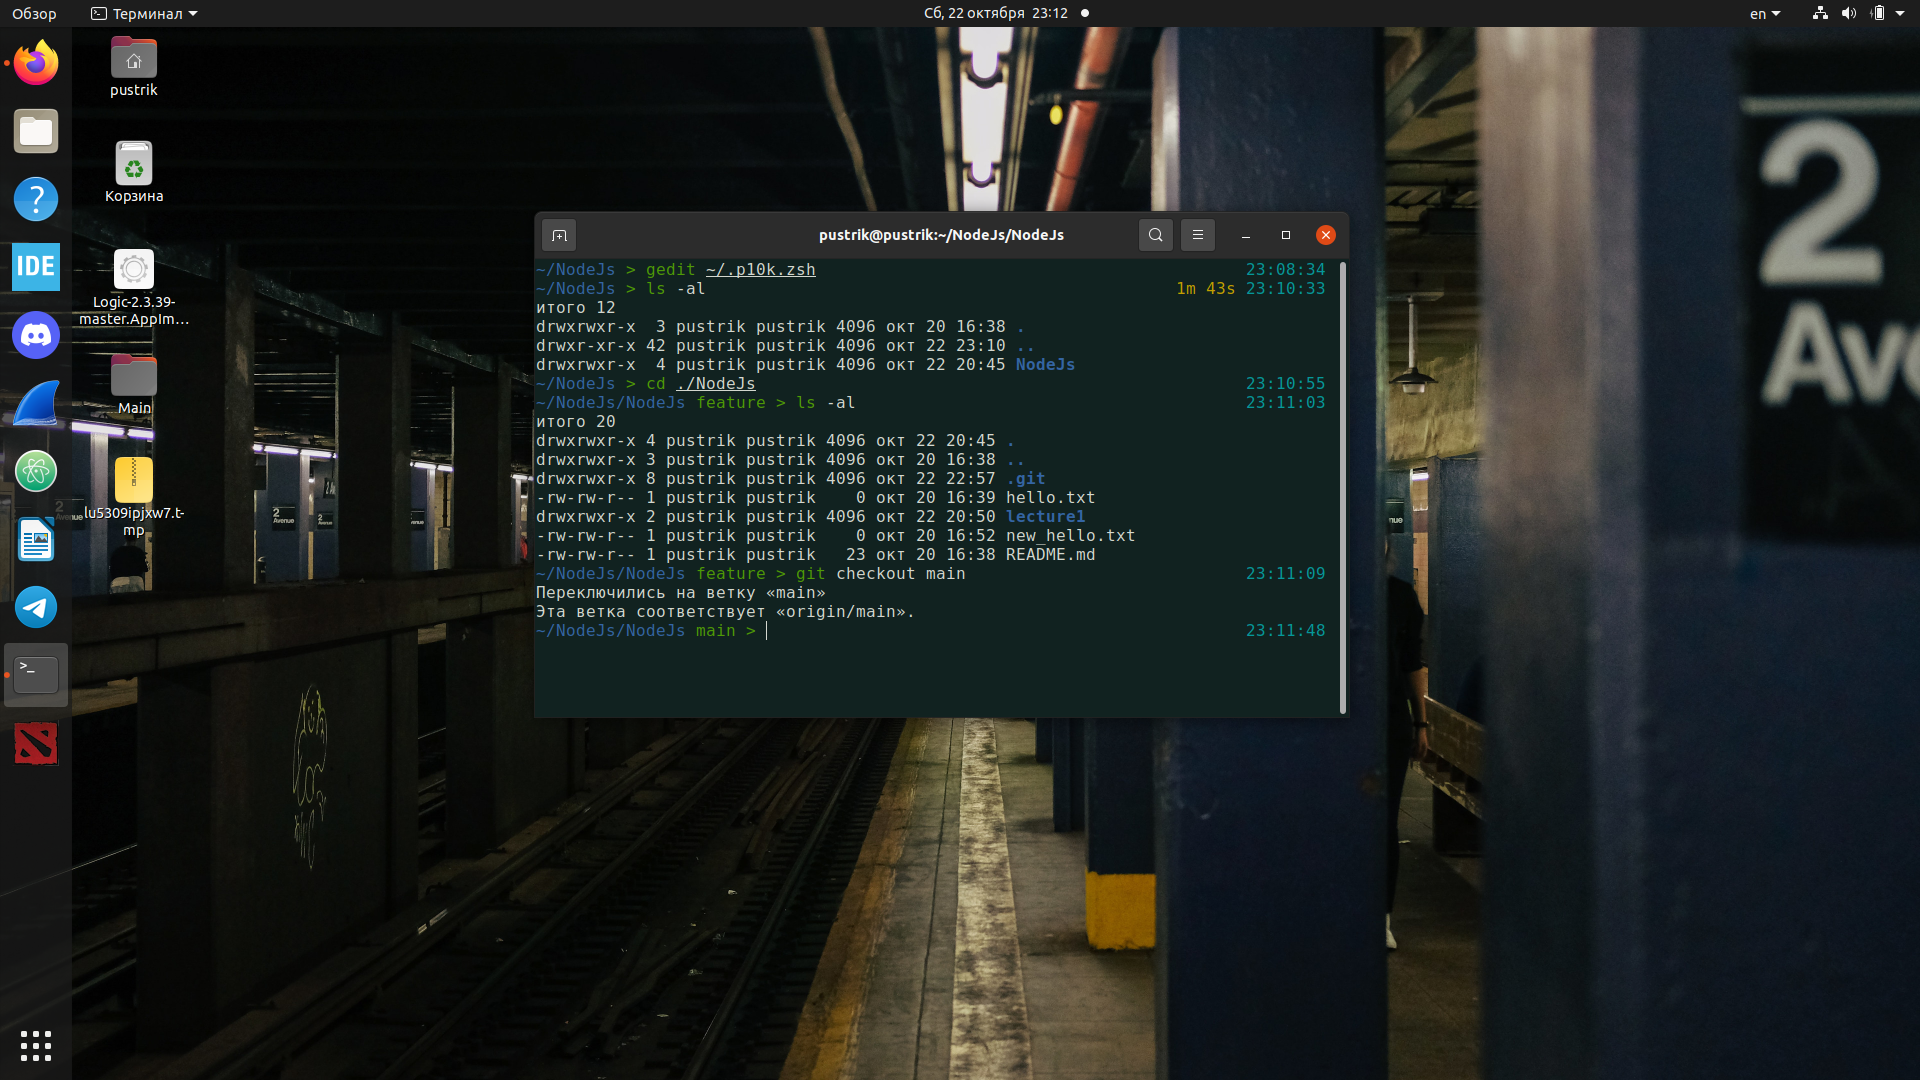 Обзор
Терминал
Сб, 22 октября 23:12
en
pustrik
Корзина
Logic-2.3.39-
master.AppIm...
Main
lu5309ipjxw7.t-
mp
IDE
pustrik@pustrik:~/NodeJs/NodeJs
~/NodeJs > gedit ~/.p10k.zsh 23:08:34
~/NodeJs > ls -al 1m 43s 23:10:33
итого 12
drwxrwxr-x  3 pustrik pustrik 4096 окт 20 16:38 .
drwxr-xr-x 42 pustrik pustrik 4096 окт 22 23:10 ..
drwxrwxr-x  4 pustrik pustrik 4096 окт 22 20:45 NodeJs
~/NodeJs > cd ./NodeJs 23:10:55
~/NodeJs/NodeJs feature > ls -al 23:11:03
итого 20
drwxrwxr-x 4 pustrik pustrik 4096 окт 22 20:45 .
drwxrwxr-x 3 pustrik pustrik 4096 окт 20 16:38 ..
drwxrwxr-x 8 pustrik pustrik 4096 окт 22 22:57 .git
-rw-rw-r-- 1 pustrik pustrik    0 окт 20 16:39 hello.txt
drwxrwxr-x 2 pustrik pustrik 4096 окт 22 20:50 lecture1
-rw-rw-r-- 1 pustrik pustrik    0 окт 20 16:52 new_hello.txt
-rw-rw-r-- 1 pustrik pustrik   23 окт 20 16:38 README.md
~/NodeJs/NodeJs feature > git checkout main 23:11:09
Переключились на ветку «main»
Эта ветка соответствует «origin/main».
~/NodeJs/NodeJs main > 23:11:48
2
Ave
2
Avenue
2
Avenue